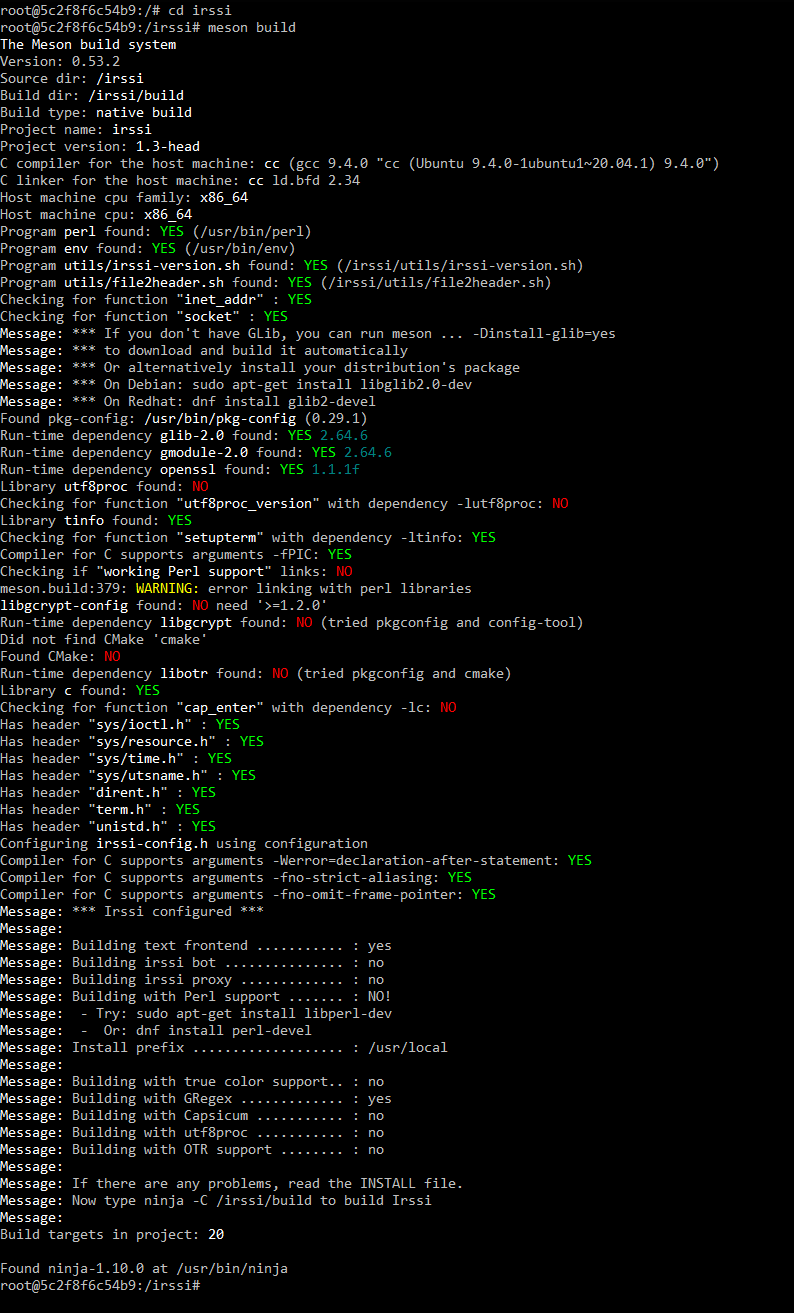 root@5c2f8f6c54b9:/# cd irssi
root@5c2f8f6c54b9:/irssi# meson build
The Meson build system
Version: 0.53.2
Source dir: /irssi
Build dir: /irssi/build
Build type: native build
Project name: irssi
Project version: 1.3-head
C compiler for the host machine: cc (gcc 9.4.0 "cc (Ubuntu 9.4.0-1ubuntu1~20.04.1) 9.4.0")
C linker for the host machine: cc ld.bfd 2.34
Host machine cpu family: x86_64
Host machine cpu: x86_64
Program perl found: YES (/usr/bin/perl)
Program env found: YES (/usr/bin/env)
Program utils/irssi-version.sh found: YES (/irssi/utils/irssi-version.sh)
Program utils/file2header.sh found: YES (/irssi/utils/file2header.sh)
Checking for function "inet_addr" : YES
Checking for function "socket" : YES
Message: *** If you don't have GLib, you can run meson ... -Dinstall-glib=yes
Message: *** to download and build it automatically
Message: *** Or alternatively install your distribution's package
Message: *** On Debian: sudo apt-get install libglib2.0-dev
Message: *** On Redhat: dnf install glib2-devel
Found pkg-config: /usr/bin/pkg-config (0.29.1)
Run-time dependency glib-2.0 found: YES 2.64.6
Run-time dependency gmodule-2.0 found: YES 2.64.6
Run-time dependency openssl found: YES 1.1.1f
Library utf8proc found: NO
Checking for function "utf8proc_version" with dependency -lutf8proc: NO
Library tinfo found: YES
Checking for function "setupterm" with dependency -ltinfo: YES
Compiler for C supports arguments -fPIC: YES
Checking if "working Perl support" links: NO
meson.build:379: WARNING: error linking with perl libraries
libgcrypt-config found: NO need '>=1.2.0'
Run-time dependency libgcrypt found: NO (tried pkgconfig and config-tool)
Did not find CMake 'cmake'
Found CMake: NO
Run-time dependency libotr found: NO (tried pkgconfig and cmake)
Library c found: YES
Checking for function "cap_enter" with dependency -lc: NO
Has header "sys/ioctl.h" : YES
Has header "sys/resource.h" : YES
Has header "sys/time.h" : YES
Has header "sys/utsname.h" : YES
Has header "dirent.h" : YES
Has header "term.h" : YES
Has header "unistd.h" : YES
Configuring irssi-config.h using configuration
Compiler for C supports arguments -Werror=declaration-after-statement: YES
Compiler for C supports arguments -fno-strict-aliasing: YES
Compiler for C supports arguments -fno-omit-frame-pointer: YES
Message: *** Irssi configured ***
Message:
Message: Building text frontend ........... : yes
Message: Building irssi bot ............... : no
Message: Building irssi proxy ............. : no
Message: Building with Perl support ....... : NO!
Message:  - Try: sudo apt-get install libperl-dev
Message:  -  Or: dnf install perl-devel
Message: Install prefix ................... : /usr/local
Message:
Message: Building with true color support.. : no
Message: Building with GRegex ............. : yes
Message: Building with Capsicum ........... : no
Message: Building with utf8proc ........... : no
Message: Building with OTR support ........ : no
Message:
Message: If there are any problems, read the INSTALL file.
Message: Now type ninja -C /irssi/build to build Irssi
Message:
Build targets in project: 20
Found ninja-1.10.0 at /usr/bin/ninja
root@5c2f8f6c54b9:/irssi#